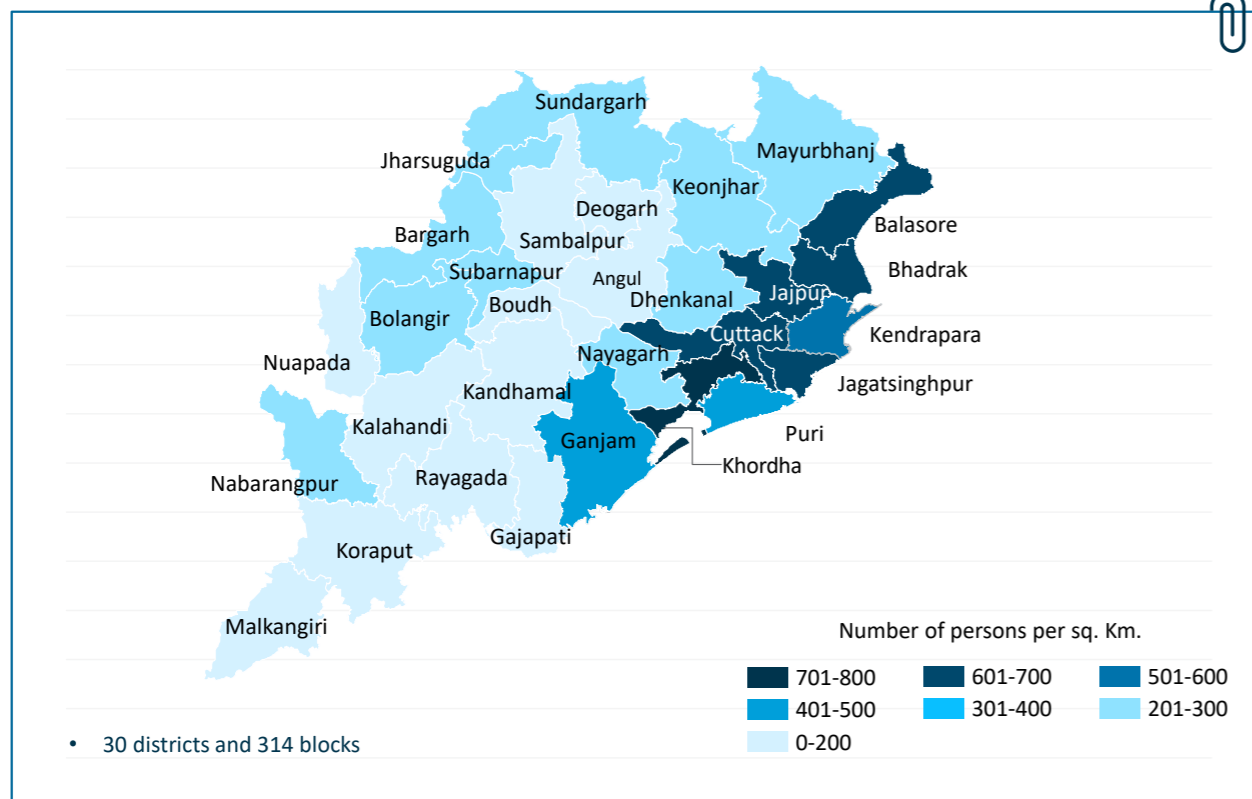 Sundargarh
Mayurbhanj
Jharsuguda
Keonjhar
Deogarh
Balasore
Bargarh
Sambalpur
Subarnapur
Bhadrak
Angul
Jajpur
Dhenkanal
Boudh
Bolangir
Cuttack
Kendrapara
Nayagarh
Nuapada
Jagatsinghpur
Kandhamal
Kalahandi
Puri
Ganjam
Khordha
Rayagada
Nabarangpur
Gajapati
Koraput
Malkangiri
Number of persons per sq. Km.
701-800 601-700 501-600
401-500 301-400 201-300
0-200
• 30 districts and 314 blocks